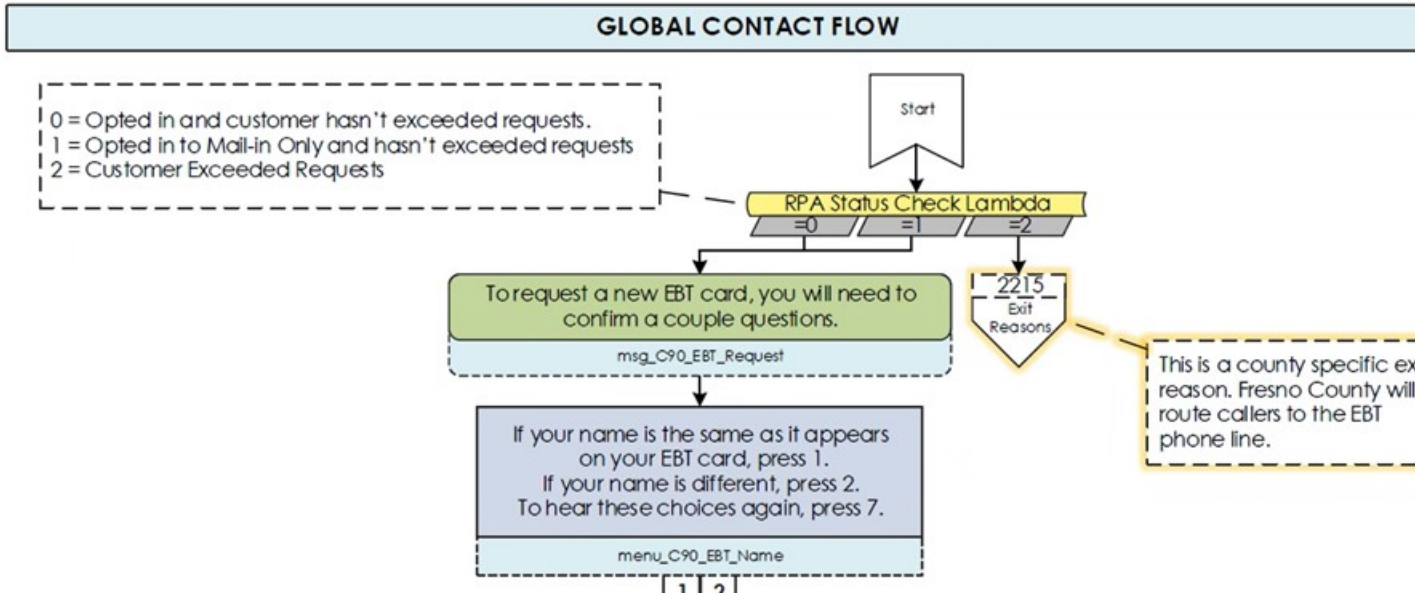 GLOBAL CONTACT FLOW
0 = Opted in and customer hasn't exceeded requests.
1 = Opted in to Mail-in Only and hasn't exceeded requests
2 = Customer Exceeded Requests
Start
RPA Status Check Lambda
=0
=1
=2
To request a new EBT card, you will need to
confirm a couple questions.
msg_C90_EBT_Request
2215
Exit
Reasons
This is a county specific ex
reason. Fresno County will
route callers to the EBT
phone line.
If your name is the same as it appears
on your EBT card, press 1.
If your name is different, press 2.
To hear these choices again, press 7.
menu_C90_EBT_Name
1 2